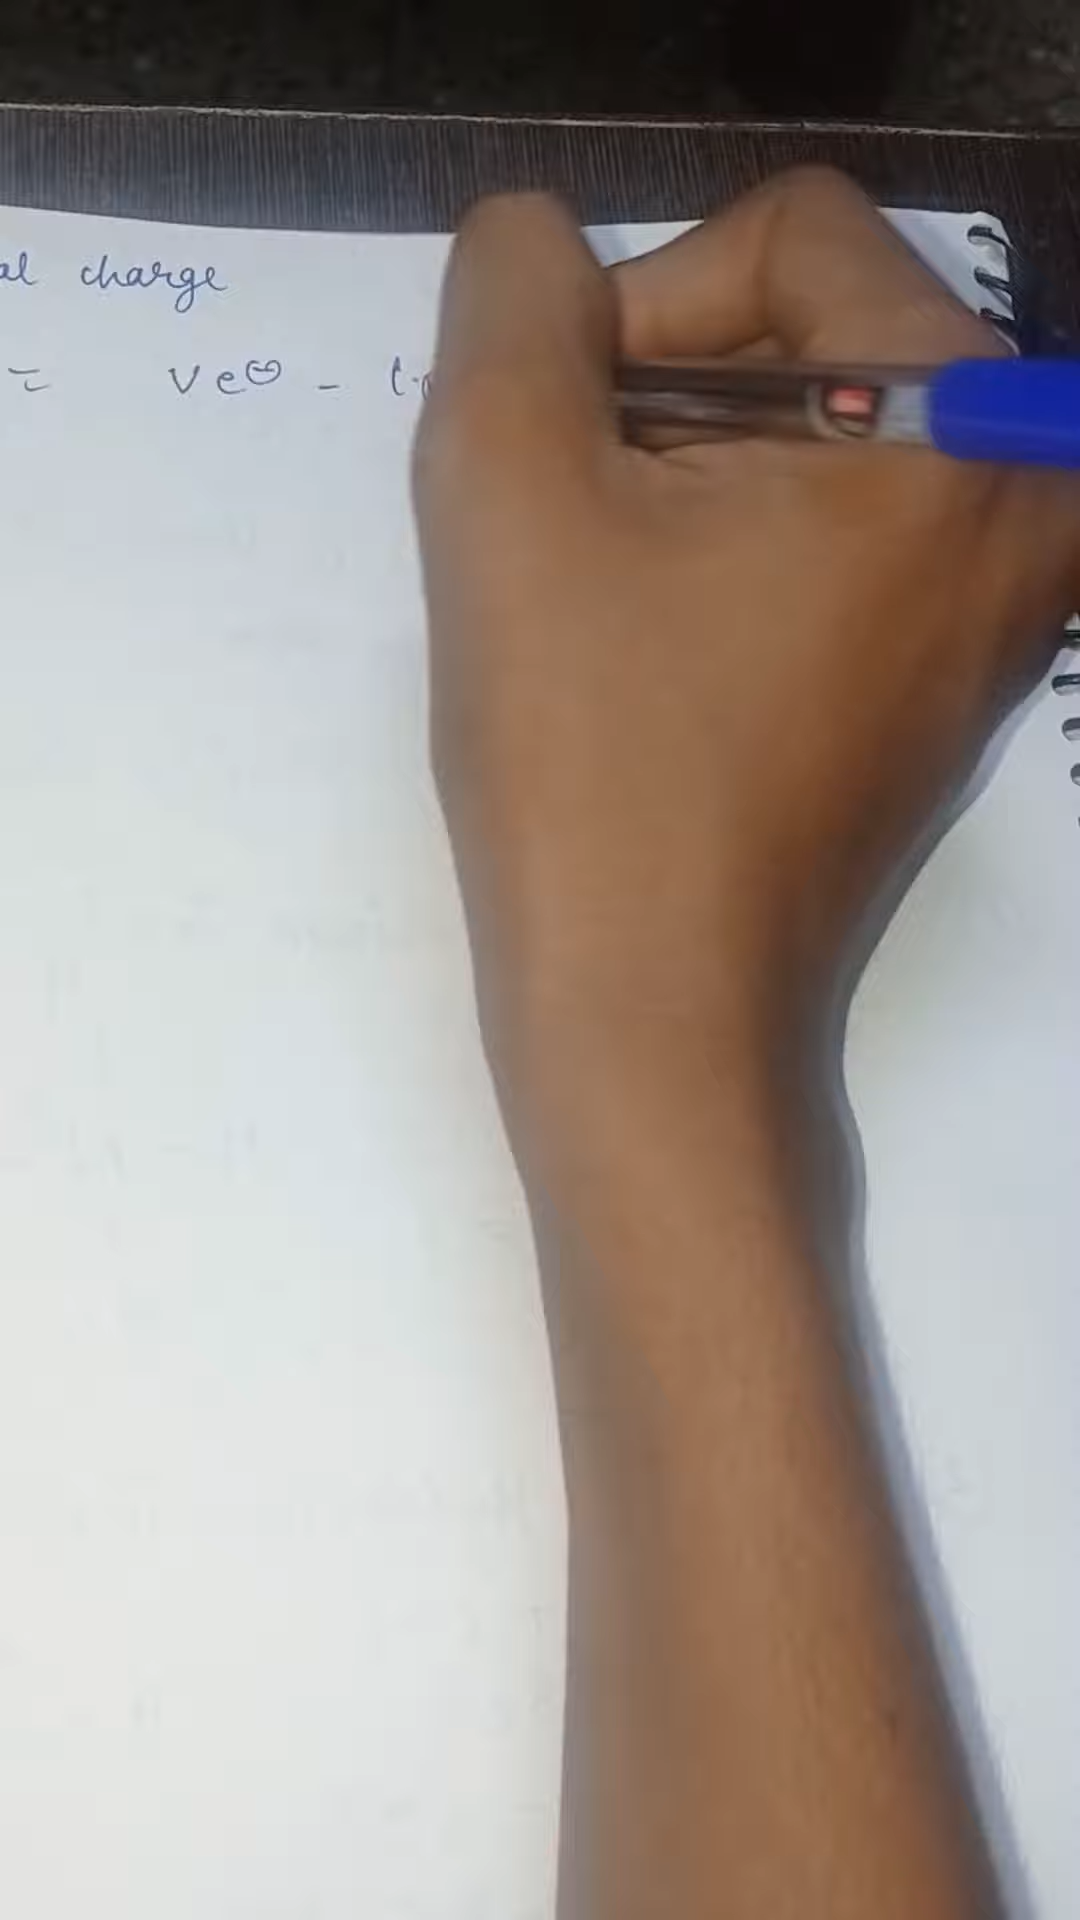 al charge
= ve⊖ - l.